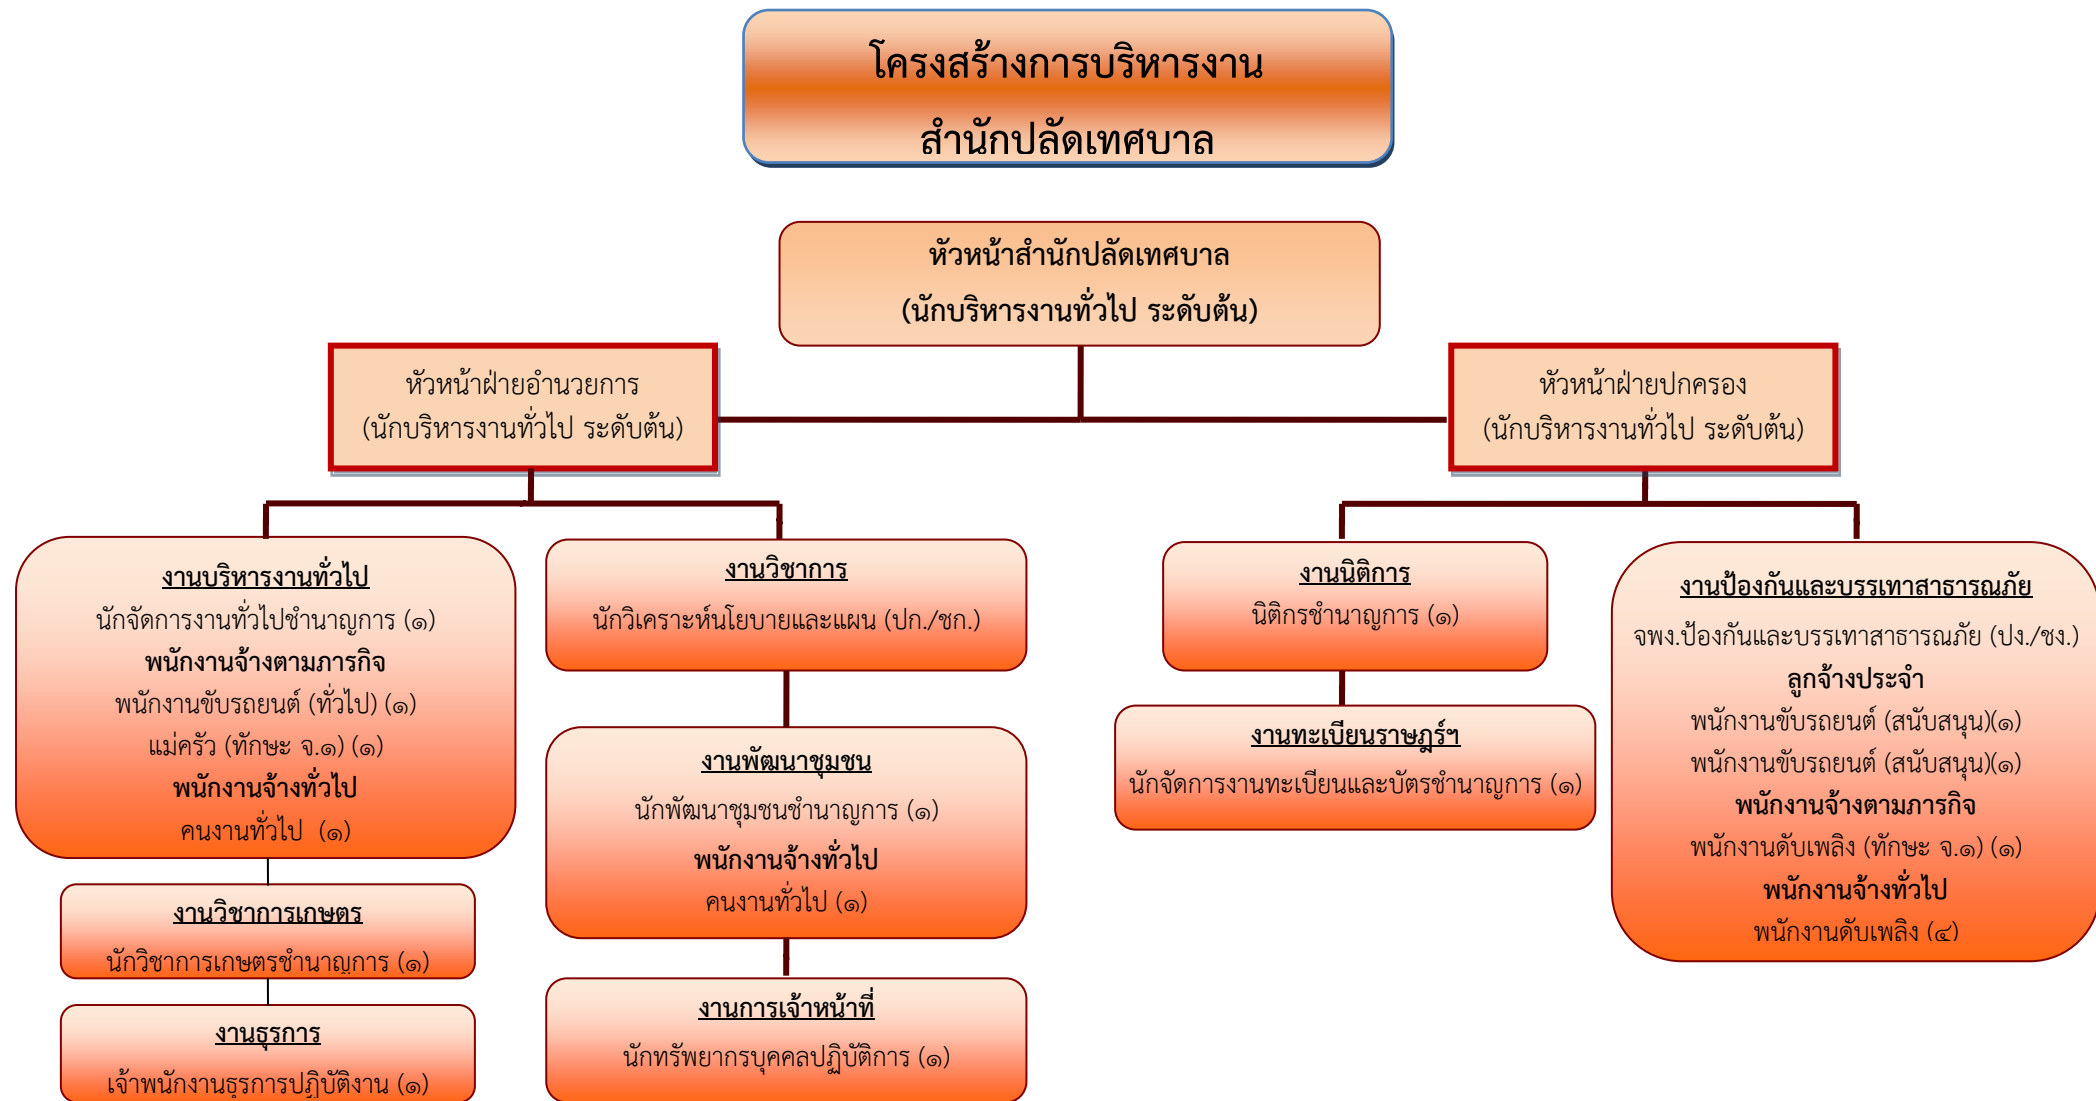 โครงสร้างการบริหารงาน
สำนักปลัดเทศบาล
หัวหน้าสำนักปลัดเทศบาล
(นักบริหารงานทั่วไป ระดับต้น)
หัวหน้าฝ่ายอำนวยการ
(นักบริหารงานทั่วไป ระดับต้น)
หัวหน้าฝ่ายปกครอง
(นักบริหารงานทั่วไป ระดับต้น)
งานบริหารงานทั่วไป
นักจัดการงานทั่วไปชำนาญการ (๑)
พนักงานจ้างตามภารกิจ
พนักงานขับรถยนต์ (ทั่วไป) (๑)
แม่ครัว (ทักษะ จ.๑) (๑)
พนักงานจ้างทั่วไป
คนงานทั่วไป (๑)
งานวิชาการเกษตร
นักวิชาการเกษตรชำนาญการ (๑)
งานธุรการ
เจ้าพนักงานธุรการปฏิบัติงาน (๑)
งานวิชาการ
นักวิเคราะห์นโยบายและแผน (ปก./ชก.)
งานพัฒนาชุมชน
นักพัฒนาชุมชนชำนาญการ (๑)
พนักงานจ้างทั่วไป
คนงานทั่วไป (๑)
งานการเจ้าหน้าที่
นักทรัพยากรบุคคลปฏิบัติการ (๑)
งานนิติการ
นิติกรชำนาญการ (๑)
งานทะเบียนราษฎร์ฯ
นักจัดการงานทะเบียนและบัตรชำนาญการ (๑)
งานป้องกันและบรรเทาสาธารณภัย
จพง.ป้องกันและบรรเทาสาธารณภัย (ปง./ชง.)
ลูกจ้างประจำ
พนักงานขับรถยนต์ (สนับสนุน)(๑)
พนักงานขับรถยนต์ (สนับสนุน)(๑)
พนักงานจ้างตามภารกิจ
พนักงานดับเพลิง (ทักษะ จ.๑) (๑)
พนักงานจ้างทั่วไป
พนักงานดับเพลิง (๔)